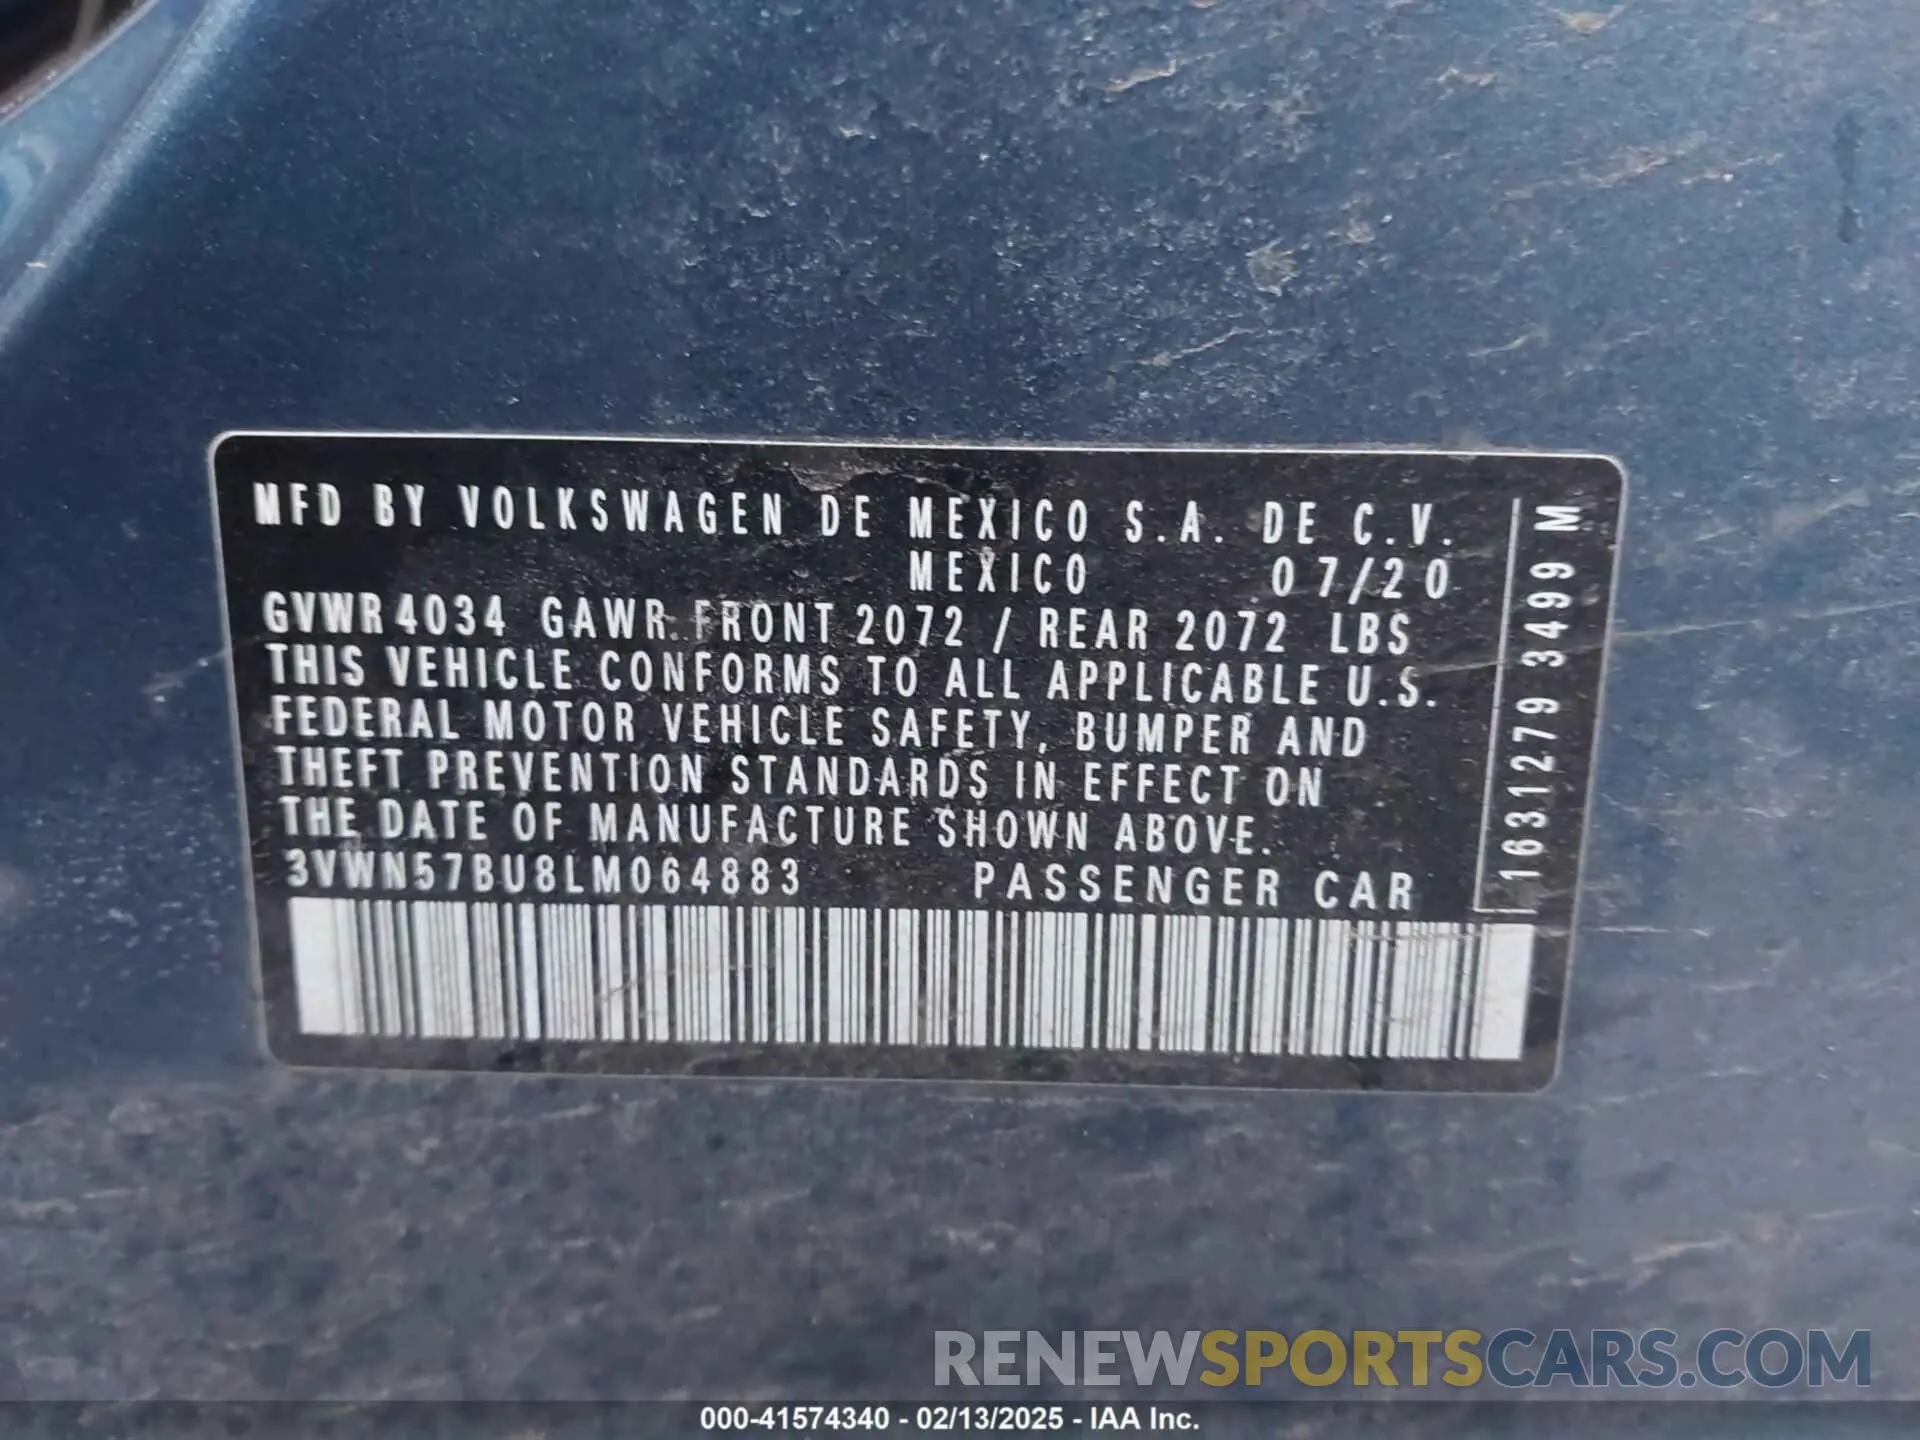 MFD BY VOLKSWAGEN DE MEXICO S.A. DE C.V.
MEXICO 07/20
GVWR 4034 GAWR FRONT 2072 / REAR 2072 LBS
THIS VEHICLE CONFORMS TO ALL APPLICABLE U.S.
FEDERAL MOTOR VEHICLE SAFETY, BUMPER AND
THEFT PREVENTION STANDARDS IN EFFECT ON
THE DATE OF MANUFACTURE SHOWN ABOVE.
3VWN57BU8LM064883 PASSENGER CAR
1631279 3499 M
RENEWSPORTSCARS.COM
000-41574340 - 02/13/2025 - IAA Inc.